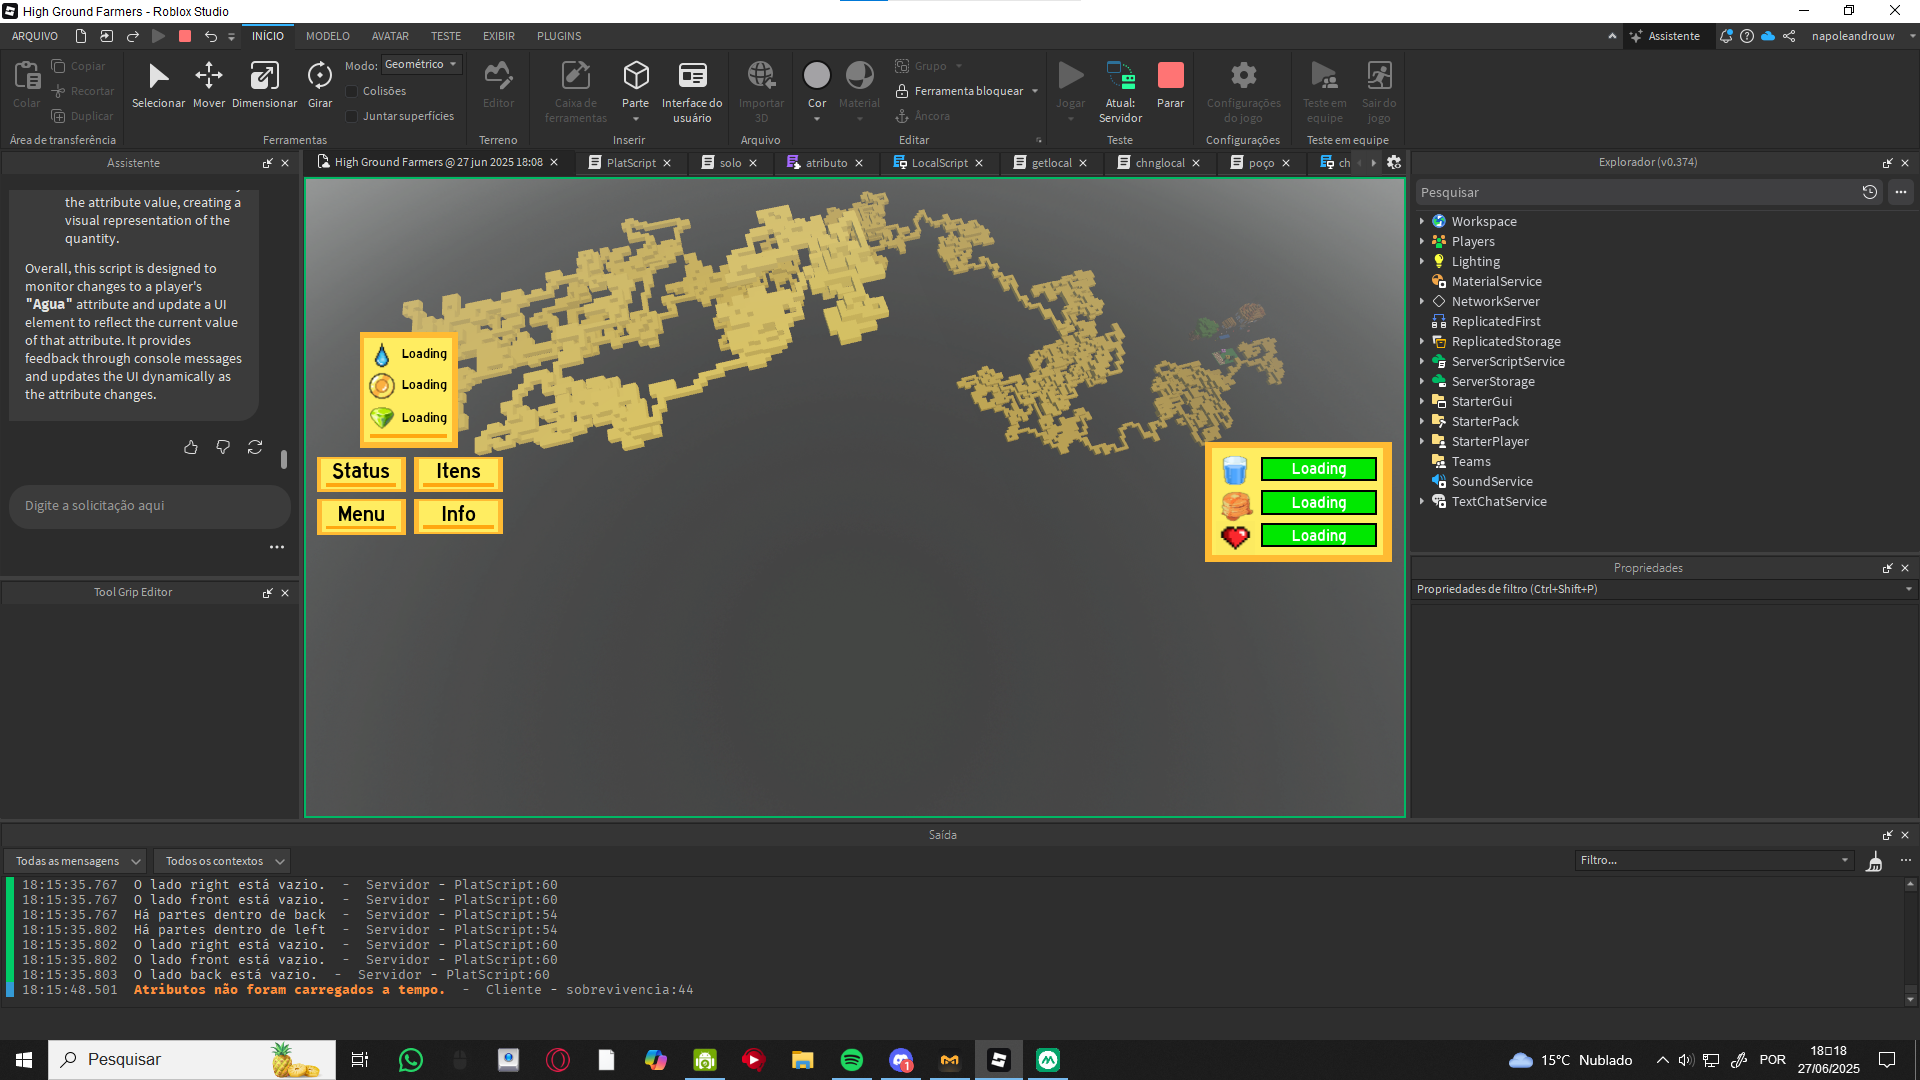 High Ground Farmers - Roblox Studio
ARQUIVO
INÍCIO
MODELO
AVATAR
TESTE
EXIBIR
PLUGINS
Assistente
napoleandrouw
Colar
Copiar
Recortar
Duplicar
Área de transferência
Selecionar
Mover
Dimensionar
Girar
Modo: Geométrico
Colisões
Juntar superfícies
Ferramentas
Editor
Terreno
Caixa de
ferramentas
Parte
Interface do
usuário
Inserir
Importar
3D
Arquivo
Cor
Material
Grupo
Ferramenta bloquear
Âncora
Editar
Jogar
Atual:
Servidor
Parar
Teste
Configurações
do jogo
Configurações
Teste em
equipe
Sair do
jogo
Teste em equipe
Assistente
High Ground Farmers @ 27 jun 2025 18:08
PlatScript
solo
atributo
LocalScript
getlocal
chnglocal
poço
ch
the attribute value, creating a
visual representation of the
quantity.
Overall, this script is designed to
monitor changes to a player's
"Agua" attribute and update a UI
element to reflect the current value
of that attribute. It provides
feedback through console messages
and updates the UI dynamically as
the attribute changes.
Digite a solicitação aqui
Tool Grip Editor
Loading
Loading
Loading
Status
Itens
Menu
Info
Loading
Loading
Loading
Explorador (v0.374)
Pesquisar
Workspace
Players
Lighting
MaterialService
NetworkServer
ReplicatedFirst
ReplicatedStorage
ServerScriptService
ServerStorage
StarterGui
StarterPack
StarterPlayer
Teams
SoundService
TextChatService
Propriedades
Propriedades de filtro (Ctrl+Shift+P)
Saída
Todas as mensagens
Todos os contextos
Filtro...
18:15:35.767 O lado right está vazio. - Servidor - PlatScript:60
18:15:35.767 O lado front está vazio. - Servidor - PlatScript:60
18:15:35.767 Há partes dentro de back - Servidor - PlatScript:54
18:15:35.802 Há partes dentro de left - Servidor - PlatScript:54
18:15:35.802 O lado right está vazio. - Servidor - PlatScript:60
18:15:35.802 O lado front está vazio. - Servidor - PlatScript:60
18:15:35.803 O lado back está vazio. - Servidor - PlatScript:60
18:15:48.501 Atributos não foram carregados a tempo. - Cliente - sobrevivencia:44
Pesquisar
1
15°C Nublado
POR
18▯18
27/06/2025